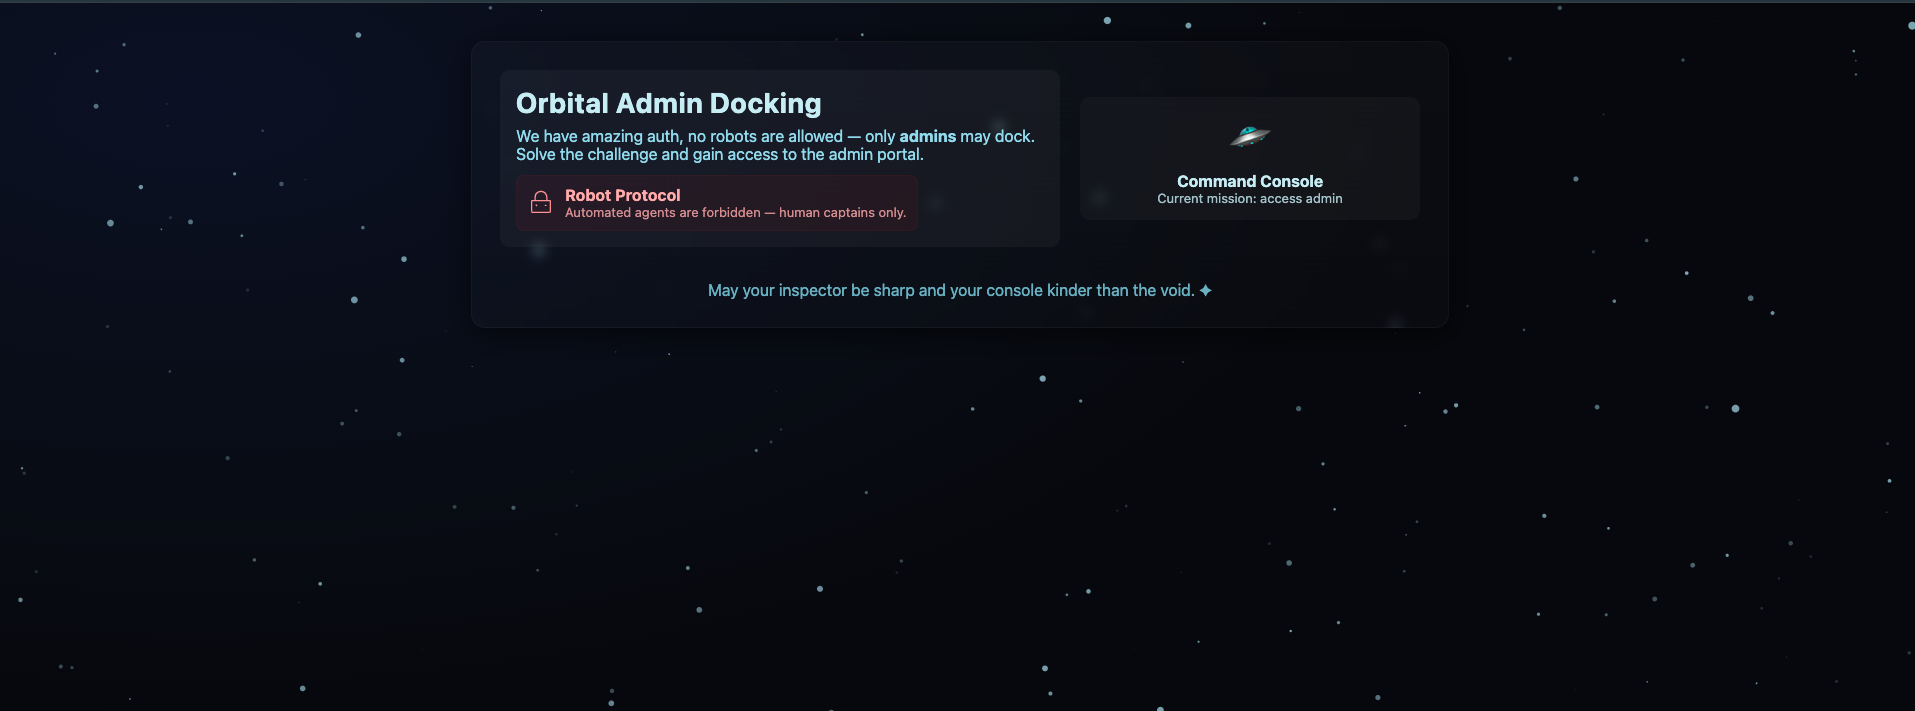 Orbital Admin Docking
We have amazing auth, no robots are allowed — only admins may dock.
Solve the challenge and gain access to the admin portal.
Robot Protocol
Automated agents are forbidden — human captains only.
Command Console
Current mission: access admin
May your inspector be sharp and your console kinder than the void. ✦